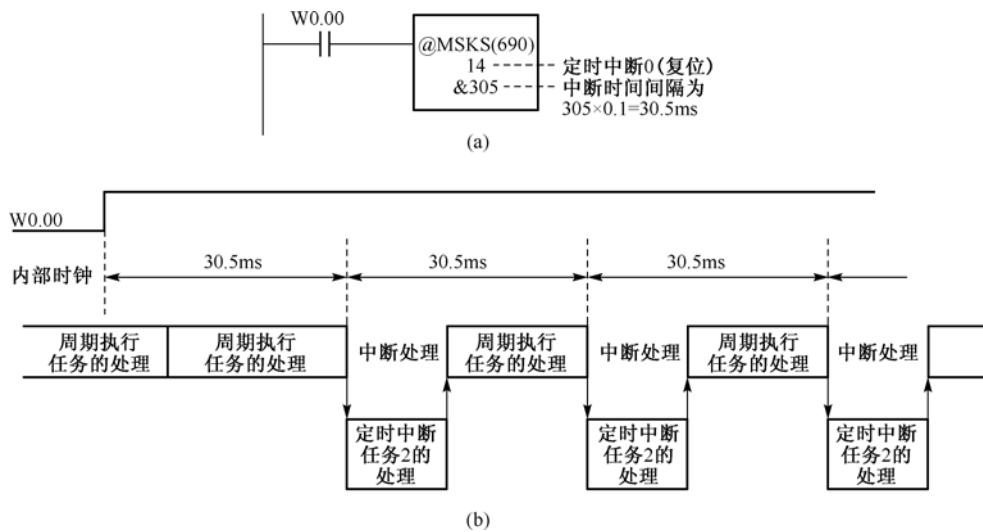 W0.00
@MSKS(690)
14
定时中断0(复位)
&305
中断时间间隔为
305×0.1=30.5ms
(a)
W0.00
内部时钟
30.5ms
30.5ms
30.5ms
周期执行
任务的处理
周期执行
任务的处理
中断处理
周期执行
任务的处理
中断处理
周期执行
任务的处理
中断处理
定时中断
任务2的
处理
定时中断
任务2的
处理
定时中断
任务2的
处理
(b)